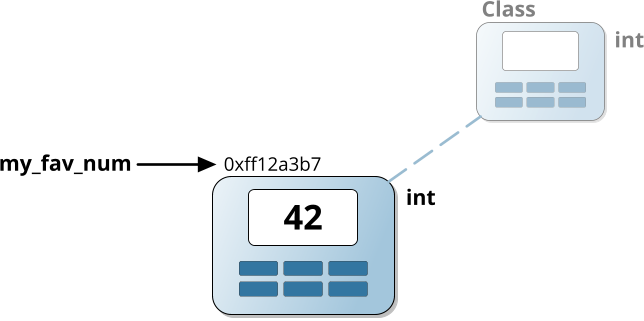 Class
int
my_fav_num
0xff12a3b7
int
42